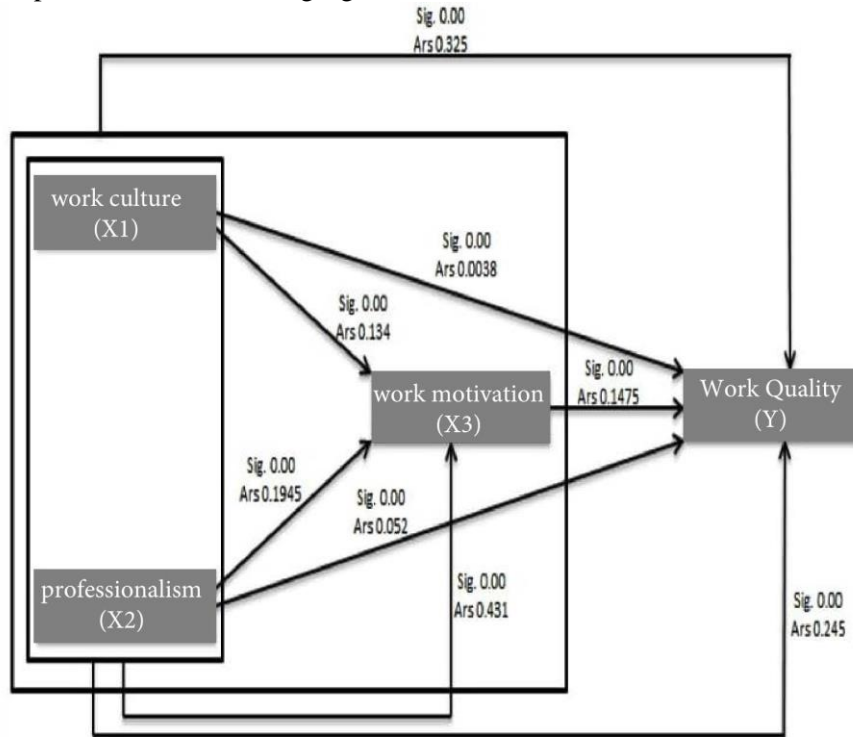 Sig. 0.00
Ars 0.325
work culture
(X1)
Sig. 0.00
Ars 0.0038
Sig. 0.00
Ars 0.134
Sig. 0.00
Ars 0.1475
work motivation
(X3)
Work Quality
(Y)
Sig. 0.00
Ars 0.1945
Sig. 0.00
Ars 0.052
professionalism
(X2)
Sig. 0.00
Ars 0.431
Sig. 0.00
Ars 0.245